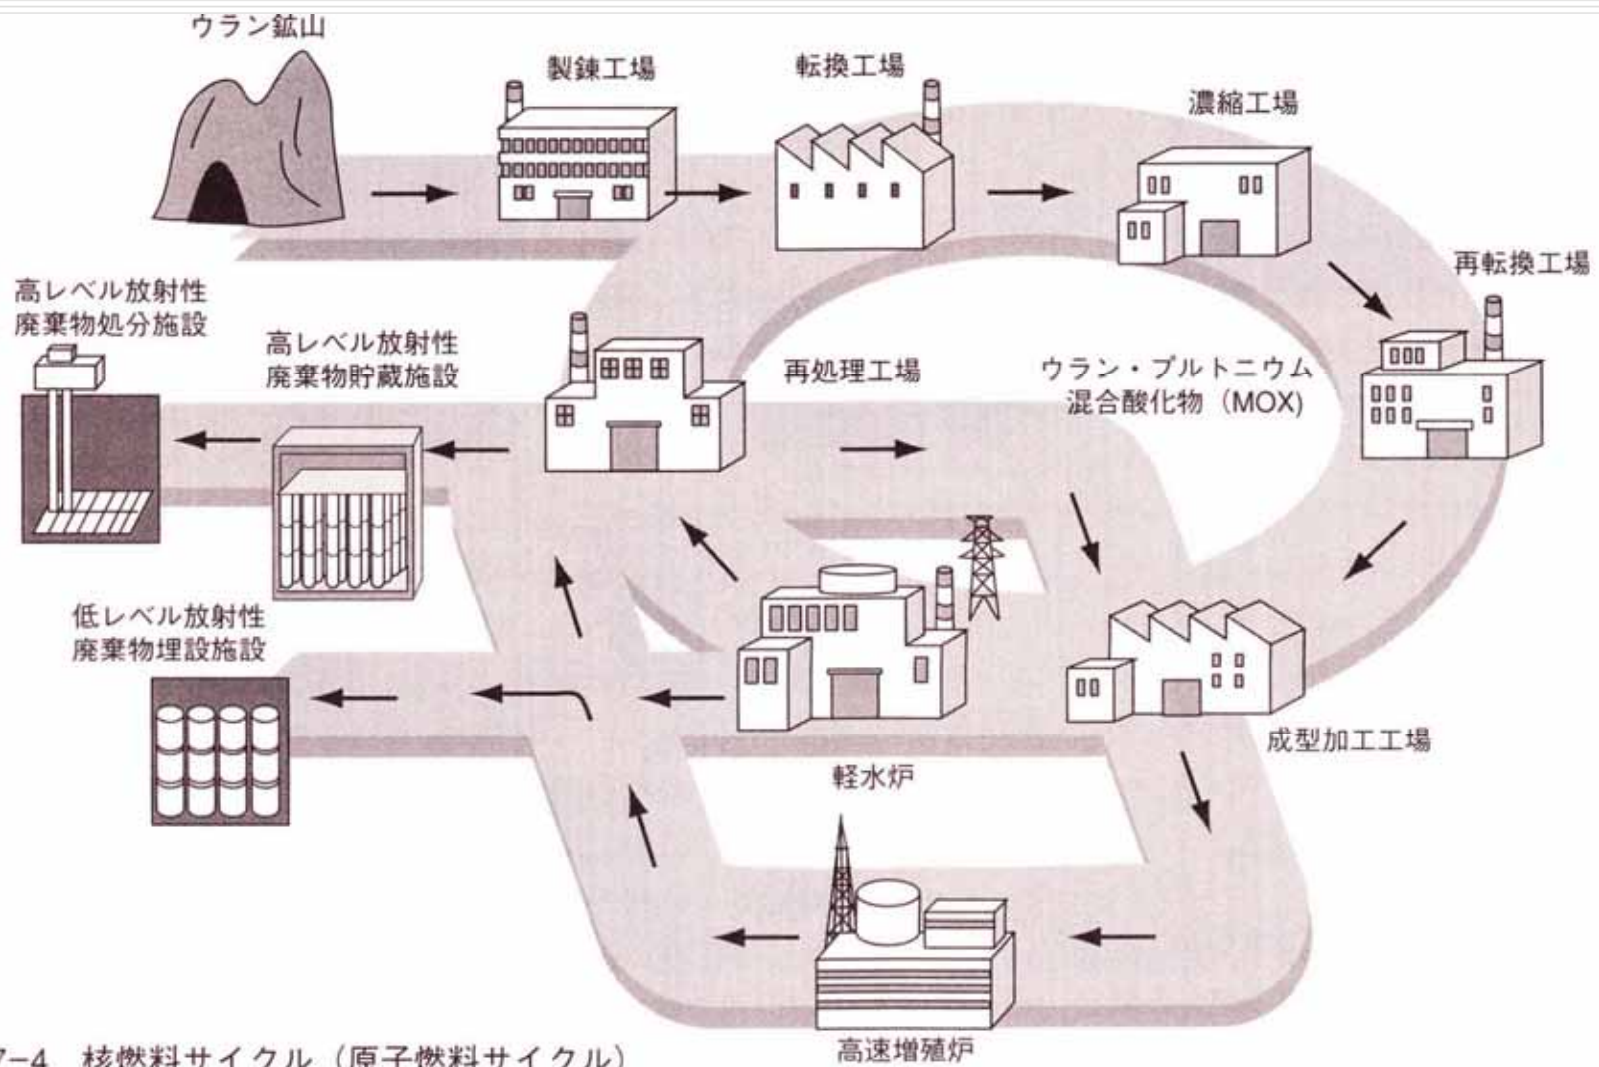 ウラン鉱山
製錬工場
転換工場
濃縮工場
再転換工場
高レベル放射性
廃棄物処分施設
高レベル放射性
廃棄物貯蔵施設
再処理工場
ウラン・プルトニウム
混合酸化物（MOX)
低レベル放射性
廃棄物埋設施設
成型加工工場
軽水炉
高速増殖炉
7−4　核燃料サイクル（原子燃料サイクル）